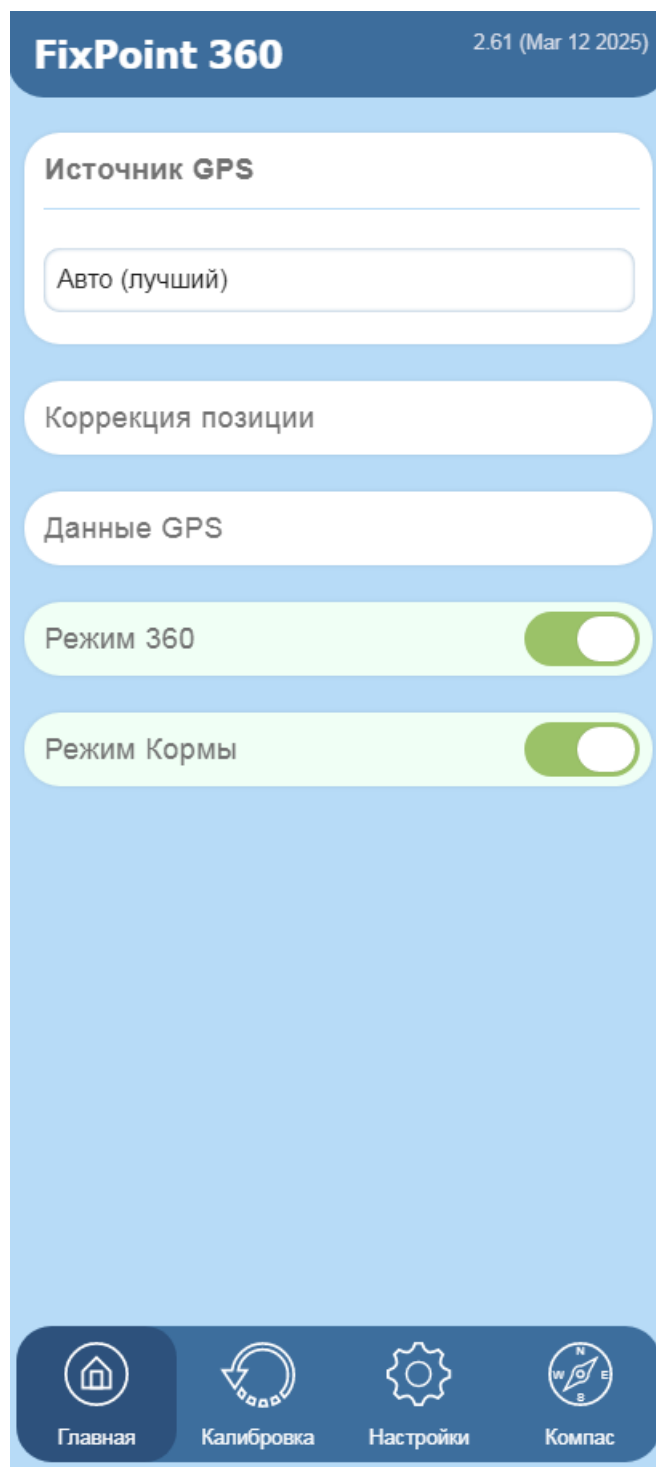 FixPoint 360
2.61 (Mar 12 2025)
Источник GPS
Авто (лучший)
Коррекция позиции
Данные GPS
Режим 360
Режим Кормы
N
W E
S
Главная Калибровка Настройки Компас